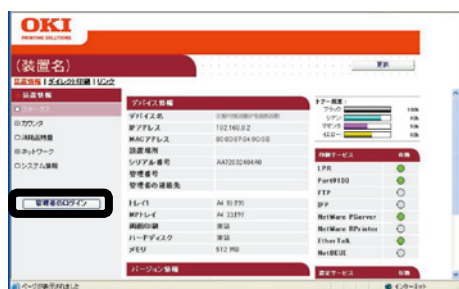 OKI
PRINTING SOLUTIONS
(装置名)
更新
装置情報 | ダイレクト印刷 | リンク
装置情報
ステータス
カウンタ
消耗品残量
ネットワーク
システム情報
管理者のログイン
デバイス情報
デバイス名
IPアドレス 192.168.0.2
MACアドレス
設置場所
シリアル番号
管理番号
管理者の連絡先
トレイ1
MPトレイ
両面印刷 実装
ハードディスク 実装
メモリ 512 MB
バージョン情報
トナー残量:
ブラック 100%
シアン
マゼンタ
イエロー
印刷サービス 有効
LPR
Port9100
FTP
IPP
NetWare PServer
NetWare RPrinter
EtherTalk
NetBEUI
設定サービス 有効
ページが表示されました
インターネット